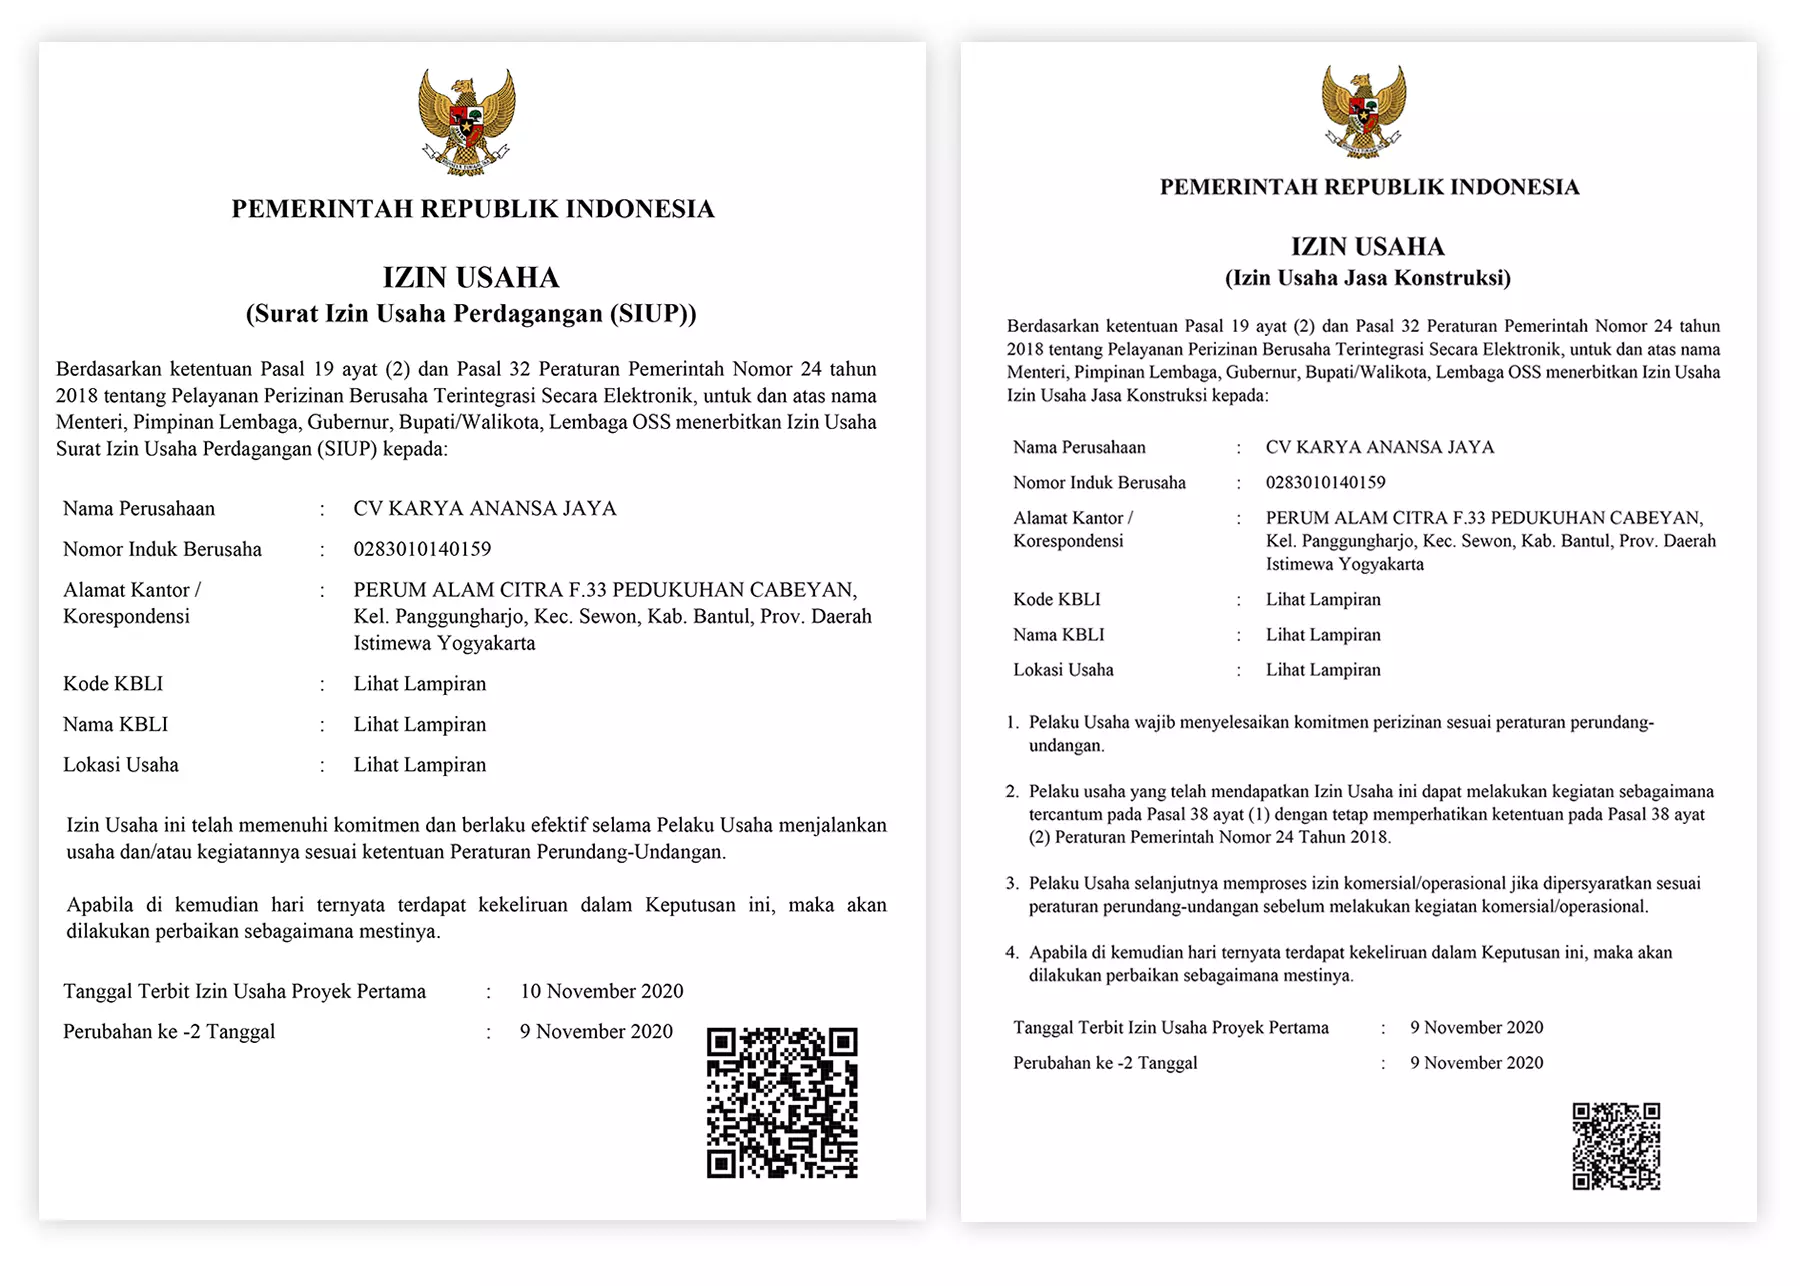 PEMERINTAH REPUBLIK INDONESIA
IZIN USAHA
(Surat Izin Usaha Perdagangan (SIUP))
Berdasarkan ketentuan Pasal 19 ayat (2) dan Pasal 32 Peraturan Pemerintah Nomor 24 tahun
2018 tentang Pelayanan Perizinan Berusaha Terintegrasi Secara Elektronik, untuk dan atas nama
Menteri, Pimpinan Lembaga, Gubernur, Bupati/Walikota, Lembaga OSS menerbitkan Izin Usaha
Surat Izin Usaha Perdagangan (SIUP) kepada:
Nama Perusahaan : CV KARYA ANANSA JAYA
Nomor Induk Berusaha : 0283010140159
Alamat Kantor / : PERUM ALAM CITRA F.33 PEDUKUHAN CABEYAN,
Korespondensi Kel. Panggungharjo, Kec. Sewon, Kab. Bantul, Prov. Daerah
Istimewa Yogyakarta
Kode KBLI : Lihat Lampiran
Nama KBLI : Lihat Lampiran
Lokasi Usaha : Lihat Lampiran
Izin Usaha ini telah memenuhi komitmen dan berlaku efektif selama Pelaku Usaha menjalankan
usaha dan/atau kegiatannya sesuai ketentuan Peraturan Perundang-Undangan.
Apabila di kemudian hari ternyata terdapat kekeliruan dalam Keputusan ini, maka akan
dilakukan perbaikan sebagaimana mestinya.
Tanggal Terbit Izin Usaha Proyek Pertama : 10 November 2020
Perubahan ke -2 Tanggal : 9 November 2020
PEMERINTAH REPUBLIK INDONESIA
IZIN USAHA
(Izin Usaha Jasa Konstruksi)
Berdasarkan ketentuan Pasal 19 ayat (2) dan Pasal 32 Peraturan Pemerintah Nomor 24 tahun
2018 tentang Pelayanan Perizinan Berusaha Terintegrasi Secara Elektronik, untuk dan atas nama
Menteri, Pimpinan Lembaga, Gubernur, Bupati/Walikota, Lembaga OSS menerbitkan Izin Usaha
Izin Usaha Jasa Konstruksi kepada:
Nama Perusahaan : CV KARYA ANANSA JAYA
Nomor Induk Berusaha : 0283010140159
Alamat Kantor / : PERUM ALAM CITRA F.33 PEDUKUHAN CABEYAN,
Korespondensi Kel. Panggungharjo, Kec. Sewon, Kab. Bantul, Prov. Daerah
Istimewa Yogyakarta
Kode KBLI : Lihat Lampiran
Nama KBLI : Lihat Lampiran
Lokasi Usaha : Lihat Lampiran
1. Pelaku Usaha wajib menyelesaikan komitmen perizinan sesuai peraturan perundang-
undangan.
2. Pelaku usaha yang telah mendapatkan Izin Usaha ini dapat melakukan kegiatan sebagaimana
tercantum pada Pasal 38 ayat (1) dengan tetap memperhatikan ketentuan pada Pasal 38 ayat
(2) Peraturan Pemerintah Nomor 24 Tahun 2018.
3. Pelaku Usaha selanjutnya memproses izin komersial/operasional jika dipersyaratkan sesuai
peraturan perundang-undangan sebelum melakukan kegiatan komersial/operasional.
4. Apabila di kemudian hari ternyata terdapat kekeliruan dalam Keputusan ini, maka akan
dilakukan perbaikan sebagaimana mestinya.
Tanggal Terbit Izin Usaha Proyek Pertama : 9 November 2020
Perubahan ke -2 Tanggal : 9 November 2020